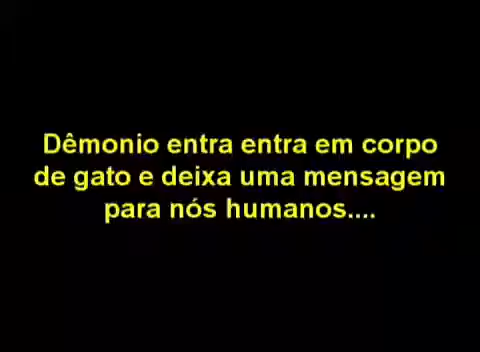 Dêmonio entra entra em corpo
de gato e deixa uma mensagem
para nós humanos....